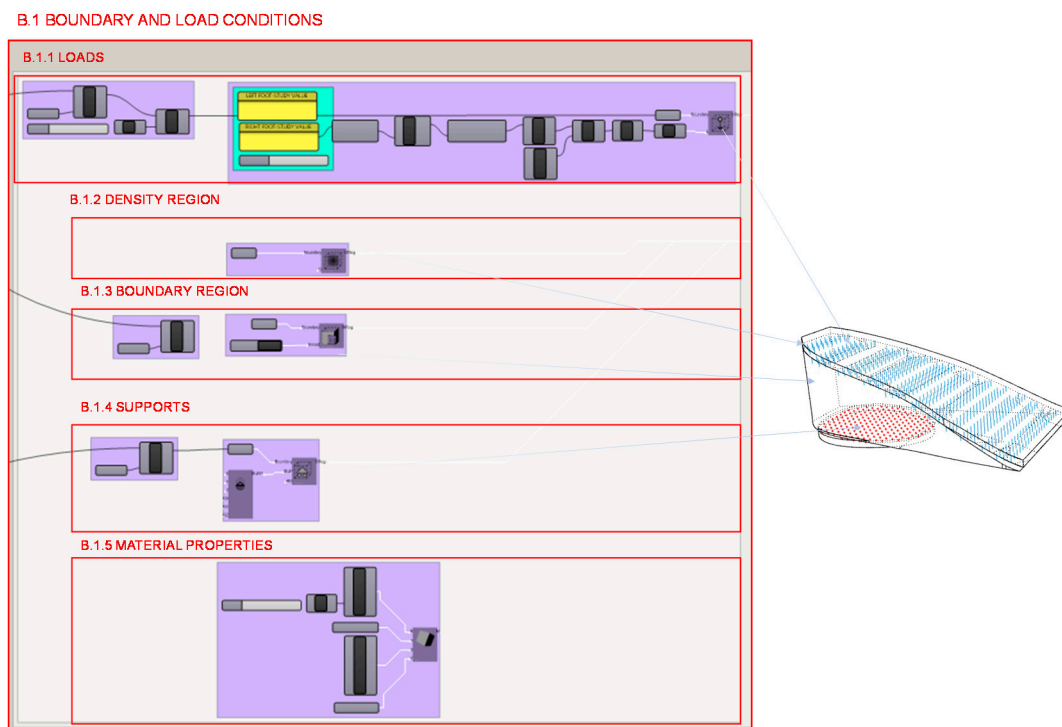 B.1 BOUNDARY AND LOAD CONDITIONS
B.1.1 LOADS
LEFT FOOT-STUDY VALUE
RIGHT FOOT-STUDY VALUE
B.1.2 DENSITY REGION
B.1.3 BOUNDARY REGION
B.1.4 SUPPORTS
B.1.5 MATERIAL PROPERTIES